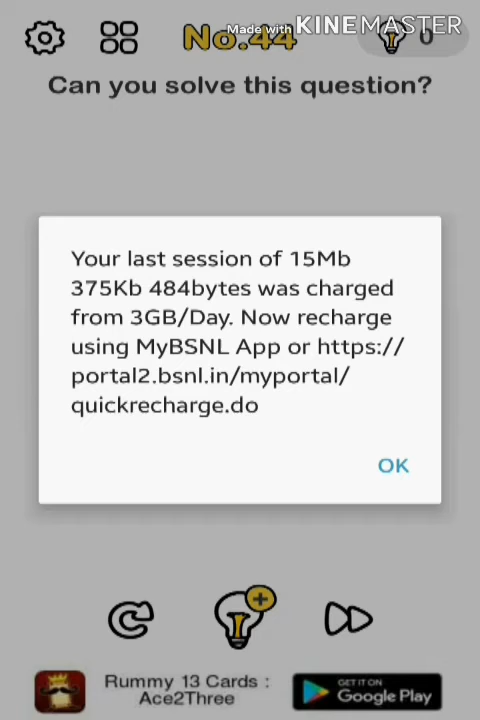 Made with KINEMASTER
No.44
0
Can you solve this question?
Your last session of 15Mb
375Kb 484bytes was charged
from 3GB/Day. Now recharge
using MyBSNL App or https://
portal2.bsnl.in/myportal/
quickrecharge.do
OK
Rummy 13 Cards :
Ace2Three
GET IT ON
Google Play